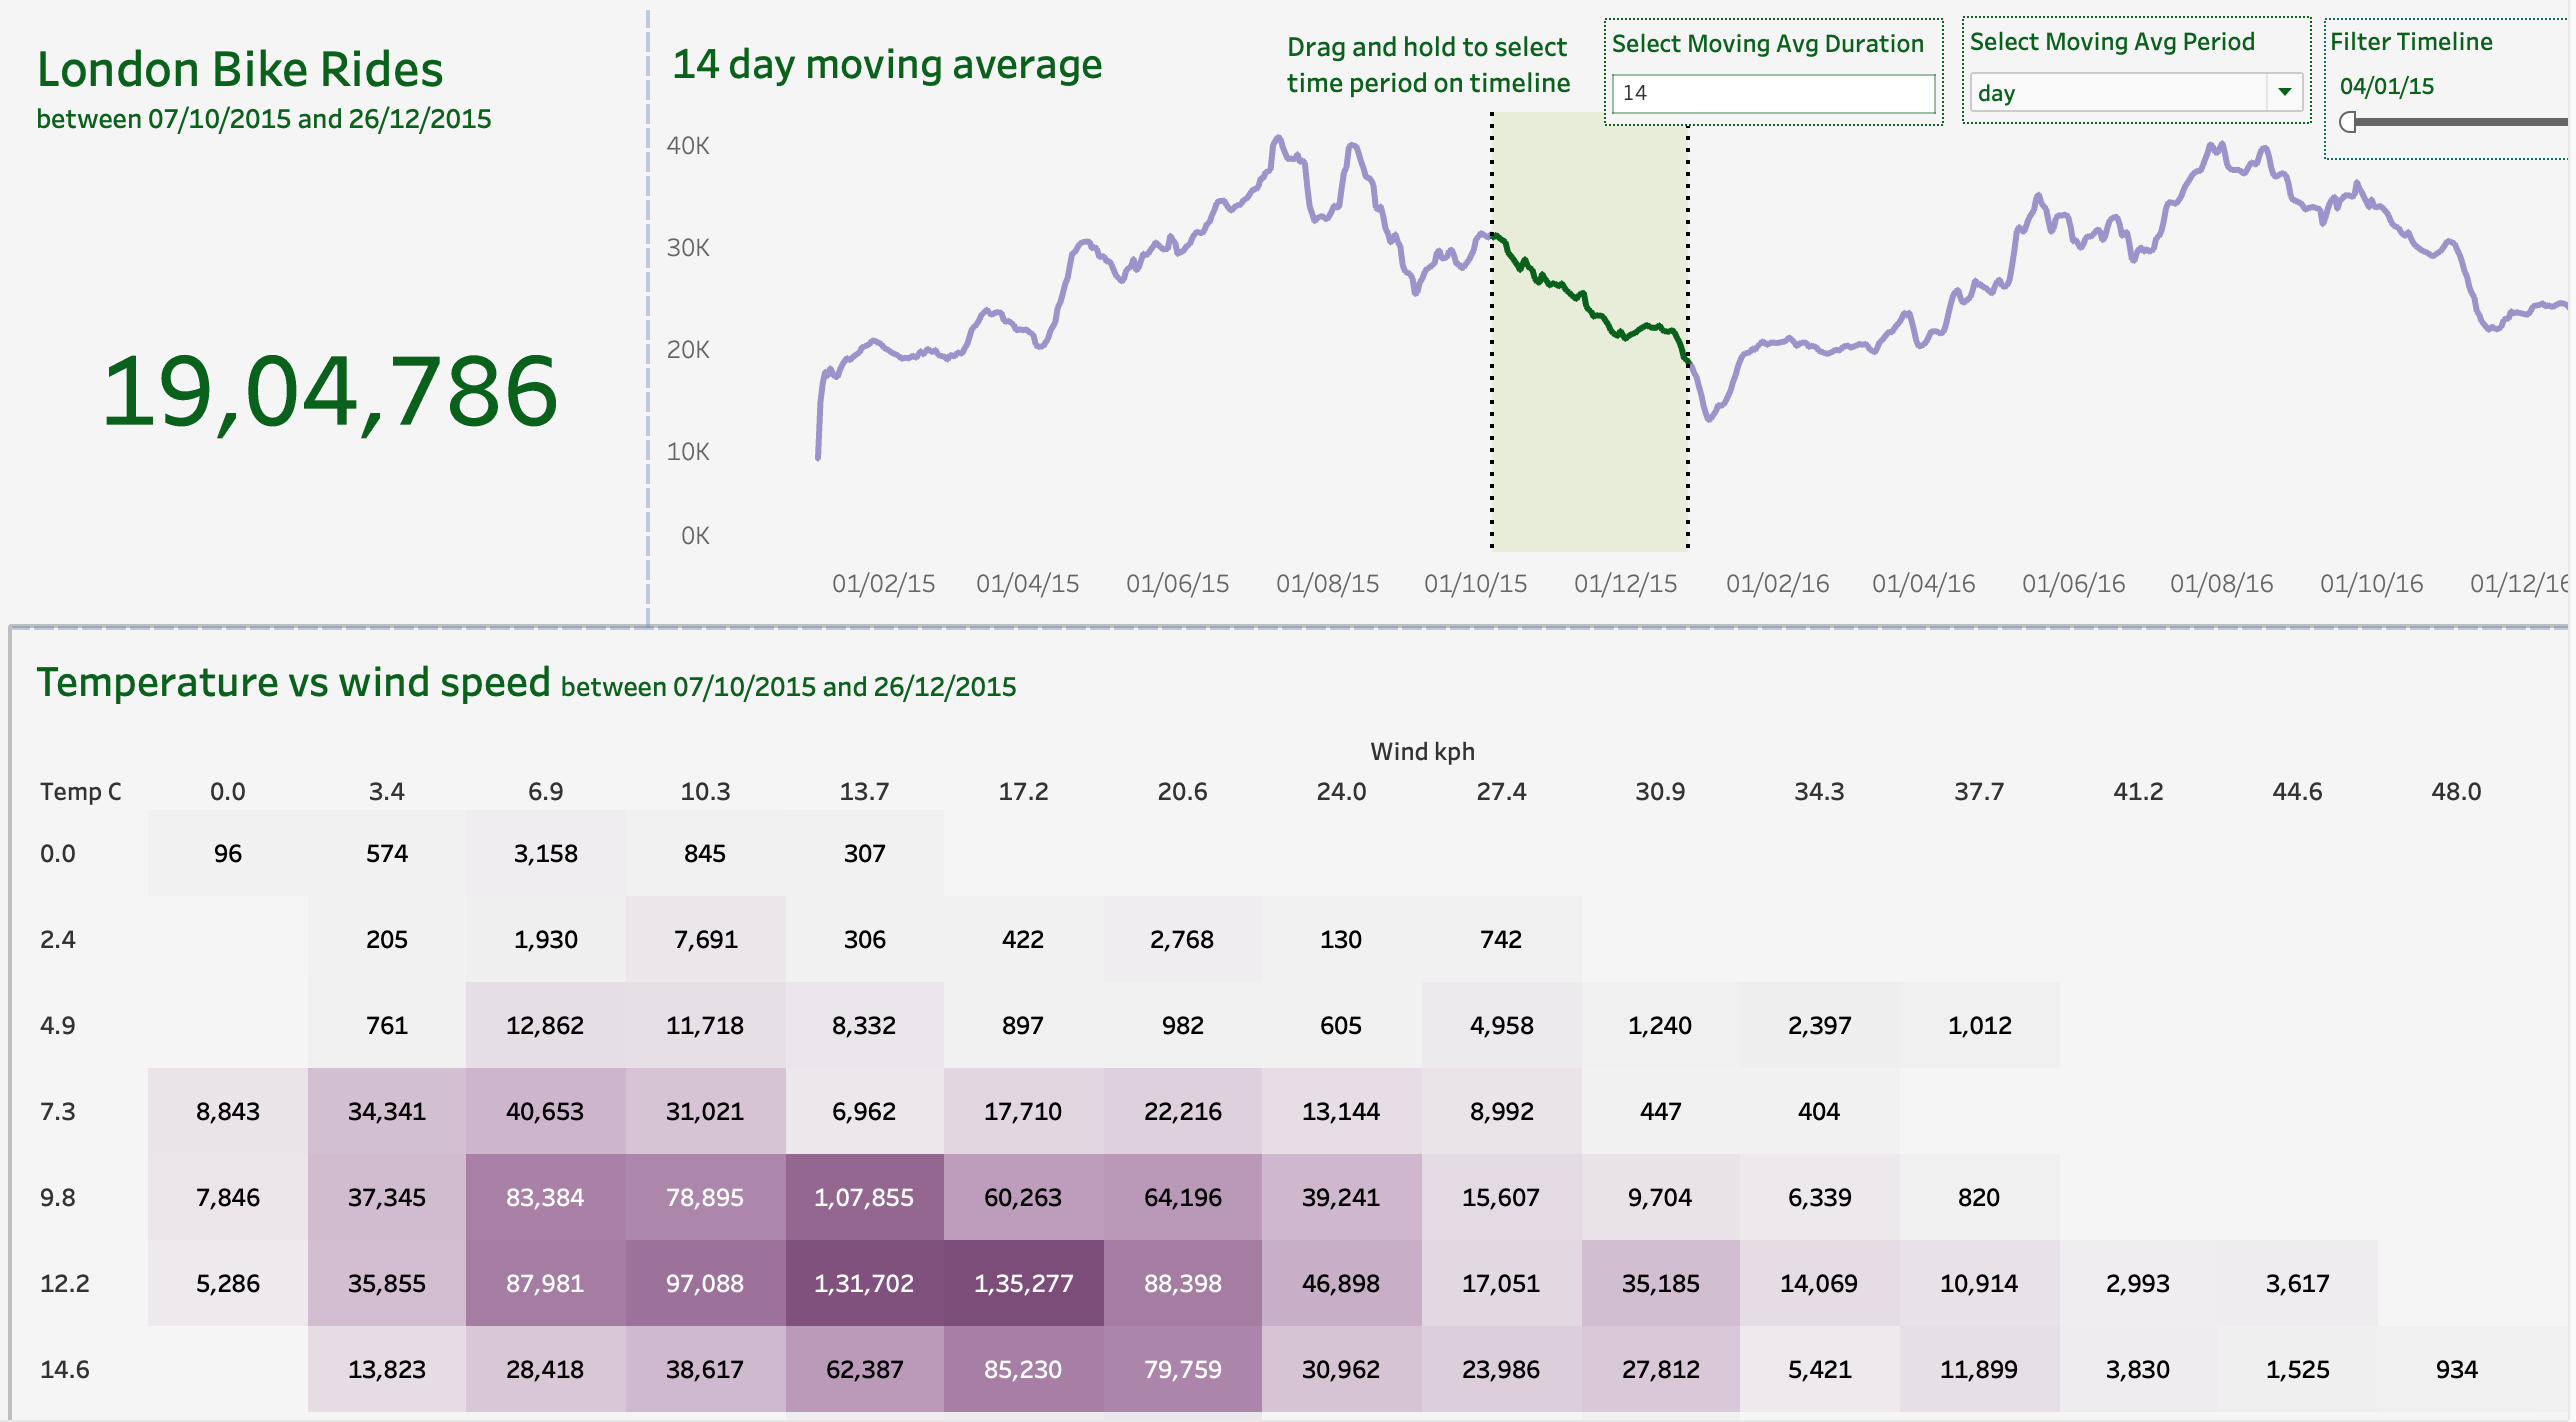 London Bike Rides
between 07/10/2015 and 26/12/2015
19,04,786
14 day moving average
Drag and hold to select
time period on timeline
Select Moving Avg Duration
14
Select Moving Avg Period
day
Filter Timeline
04/01/15
40K
30K
20K
10K
0K
01/02/15 01/04/15 01/06/15 01/08/15 01/10/15 01/12/15 01/02/16 01/04/16 01/06/16 01/08/16 01/10/16 01/12/16
Temperature vs wind speed between 07/10/2015 and 26/12/2015
Wind kph
Temp C 0.0 3.4 6.9 10.3 13.7 17.2 20.6 24.0 27.4 30.9 34.3 37.7 41.2 44.6 48.0
0.0 96 574 3,158 845 307
2.4 205 1,930 7,691 306 422 2,768 130 742
4.9 761 12,862 11,718 8,332 897 982 605 4,958 1,240 2,397 1,012
7.3 8,843 34,341 40,653 31,021 6,962 17,710 22,216 13,144 8,992 447 404
9.8 7,846 37,345 83,384 78,895 1,07,855 60,263 64,196 39,241 15,607 9,704 6,339 820
12.2 5,286 35,855 87,981 97,088 1,31,702 1,35,277 88,398 46,898 17,051 35,185 14,069 10,914 2,993 3,617
14.6 13,823 28,418 38,617 62,387 85,230 79,759 30,962 23,986 27,812 5,421 11,899 3,830 1,525 934